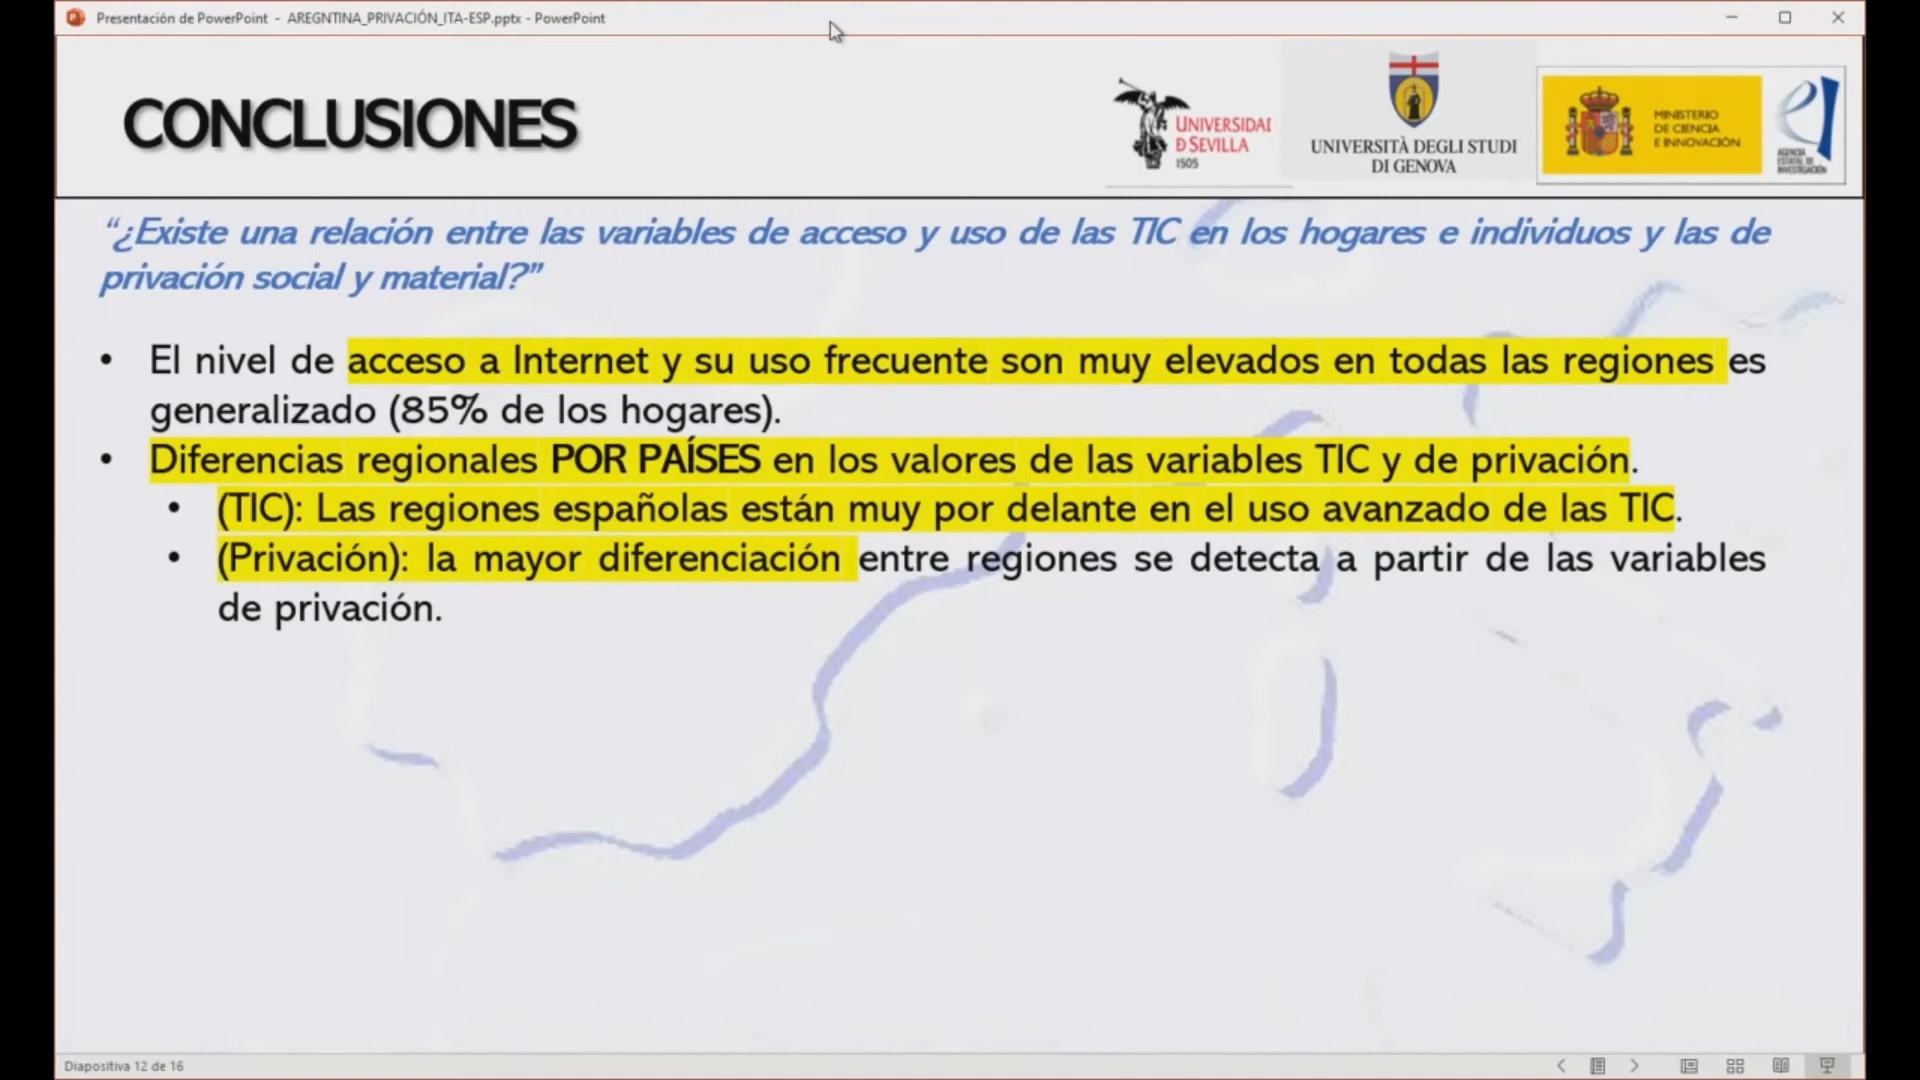 Presentación de PowerPoint - AREGNTINA_PRIVACIÓN_ITA-ESP.pptx - PowerPoint
CONCLUSIONES
UNIVERSIDAD
D SEVILLA
1505
UNIVERSITÀ DEGLI STUDI
DI GENOVA
MINISTERIO
DE CIENCIA
E INNOVACIÓN
AGENCIA
ESTATAL DE
INVESTIGACIÓN
“¿Existe una relación entre las variables de acceso y uso de las TIC en los hogares e individuos y las de
privación social y material?”
• El nivel de acceso a Internet y su uso frecuente son muy elevados en todas las regiones es
generalizado (85% de los hogares).
• Diferencias regionales POR PAÍSES en los valores de las variables TIC y de privación.
• (TIC): Las regiones españolas están muy por delante en el uso avanzado de las TIC.
• (Privación): la mayor diferenciación entre regiones se detecta a partir de las variables
de privación.
Diapositiva 12 de 16